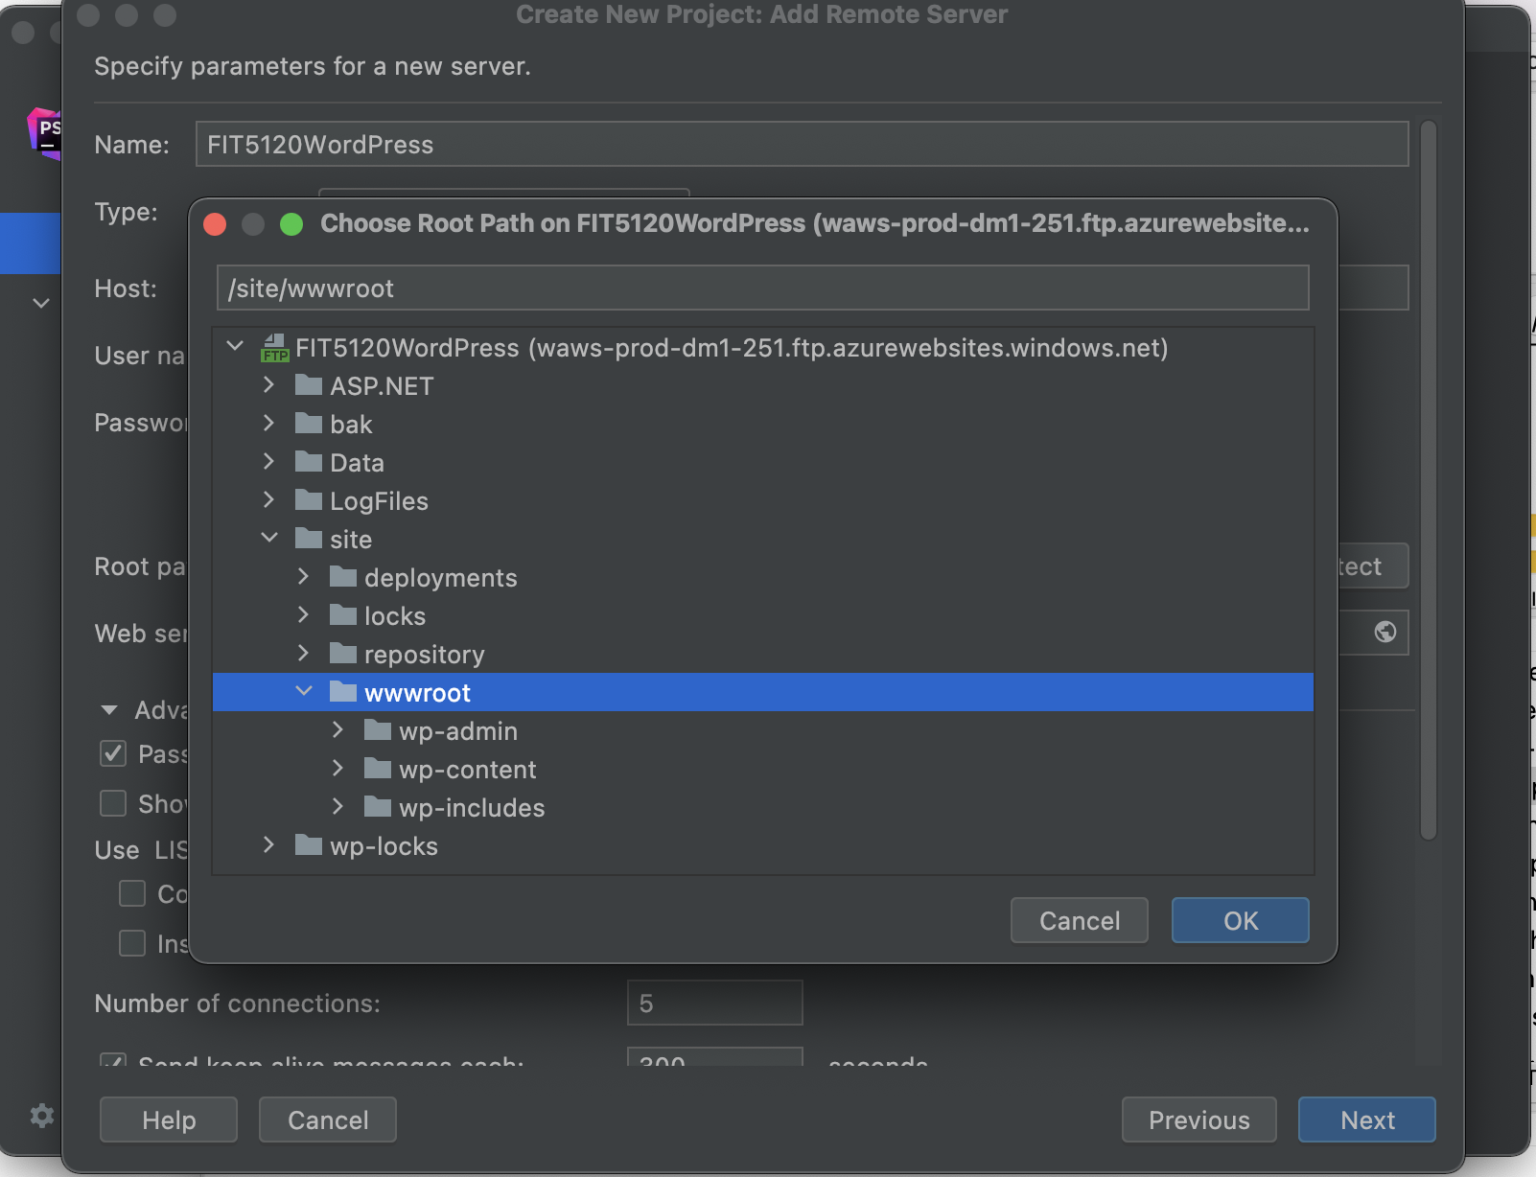 Create New Project: Add Remote Server
Specify parameters for a new server.
PS
Name: FIT5120WordPress
Type:
Choose Root Path on FIT5120WordPress (waws-prod-dm1-251.ftp.azurewebsite...
Host:
/site/wwwroot
FTP FIT5120WordPress (waws-prod-dm1-251.ftp.azurewebsites.windows.net)
User na
ASP.NET
Passwo
bak
Data
LogFiles
site
Root pa
tect
deployments
locks
Web ser
repository
wwwroot
Adva
wp-admin
Pass
wp-content
Show
wp-includes
Use LIS
wp-locks
Co
Cancel
OK
Ins
Number of connections: 5
Send keep alive messages each: 300 seconds
Help
Cancel
Previous
Next